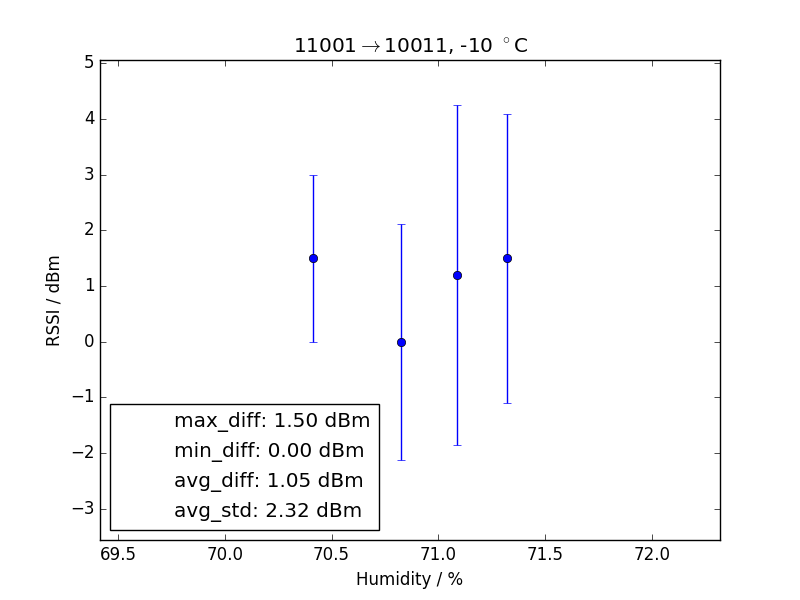 11001→10011, -10 °C
5
4
3
2
1
0
−1
−2
−3
RSSI / dBm
max_diff: 1.50 dBm
min_diff: 0.00 dBm
avg_diff: 1.05 dBm
avg_std: 2.32 dBm
69.5 70.0 70.5 71.0 71.5 72.0
Humidity / %